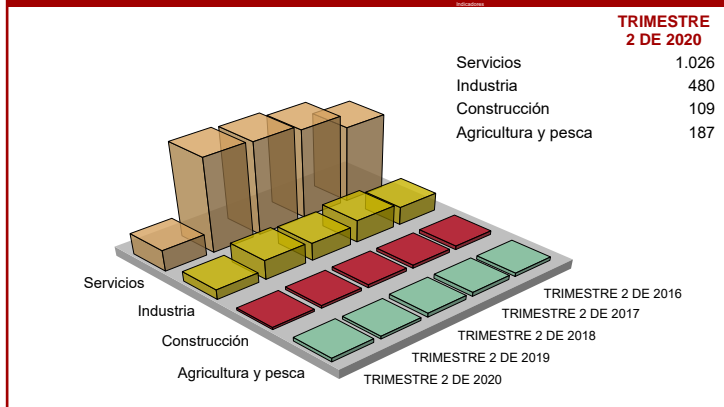 Indicadores
TRIMESTRE
2 DE 2020
Servicios 1.026
Industria 480
Construcción 109
Agricultura y pesca 187
Servicios
Industria
Construcción
Agricultura y pesca
TRIMESTRE 2 DE 2016
TRIMESTRE 2 DE 2017
TRIMESTRE 2 DE 2018
TRIMESTRE 2 DE 2019
TRIMESTRE 2 DE 2020